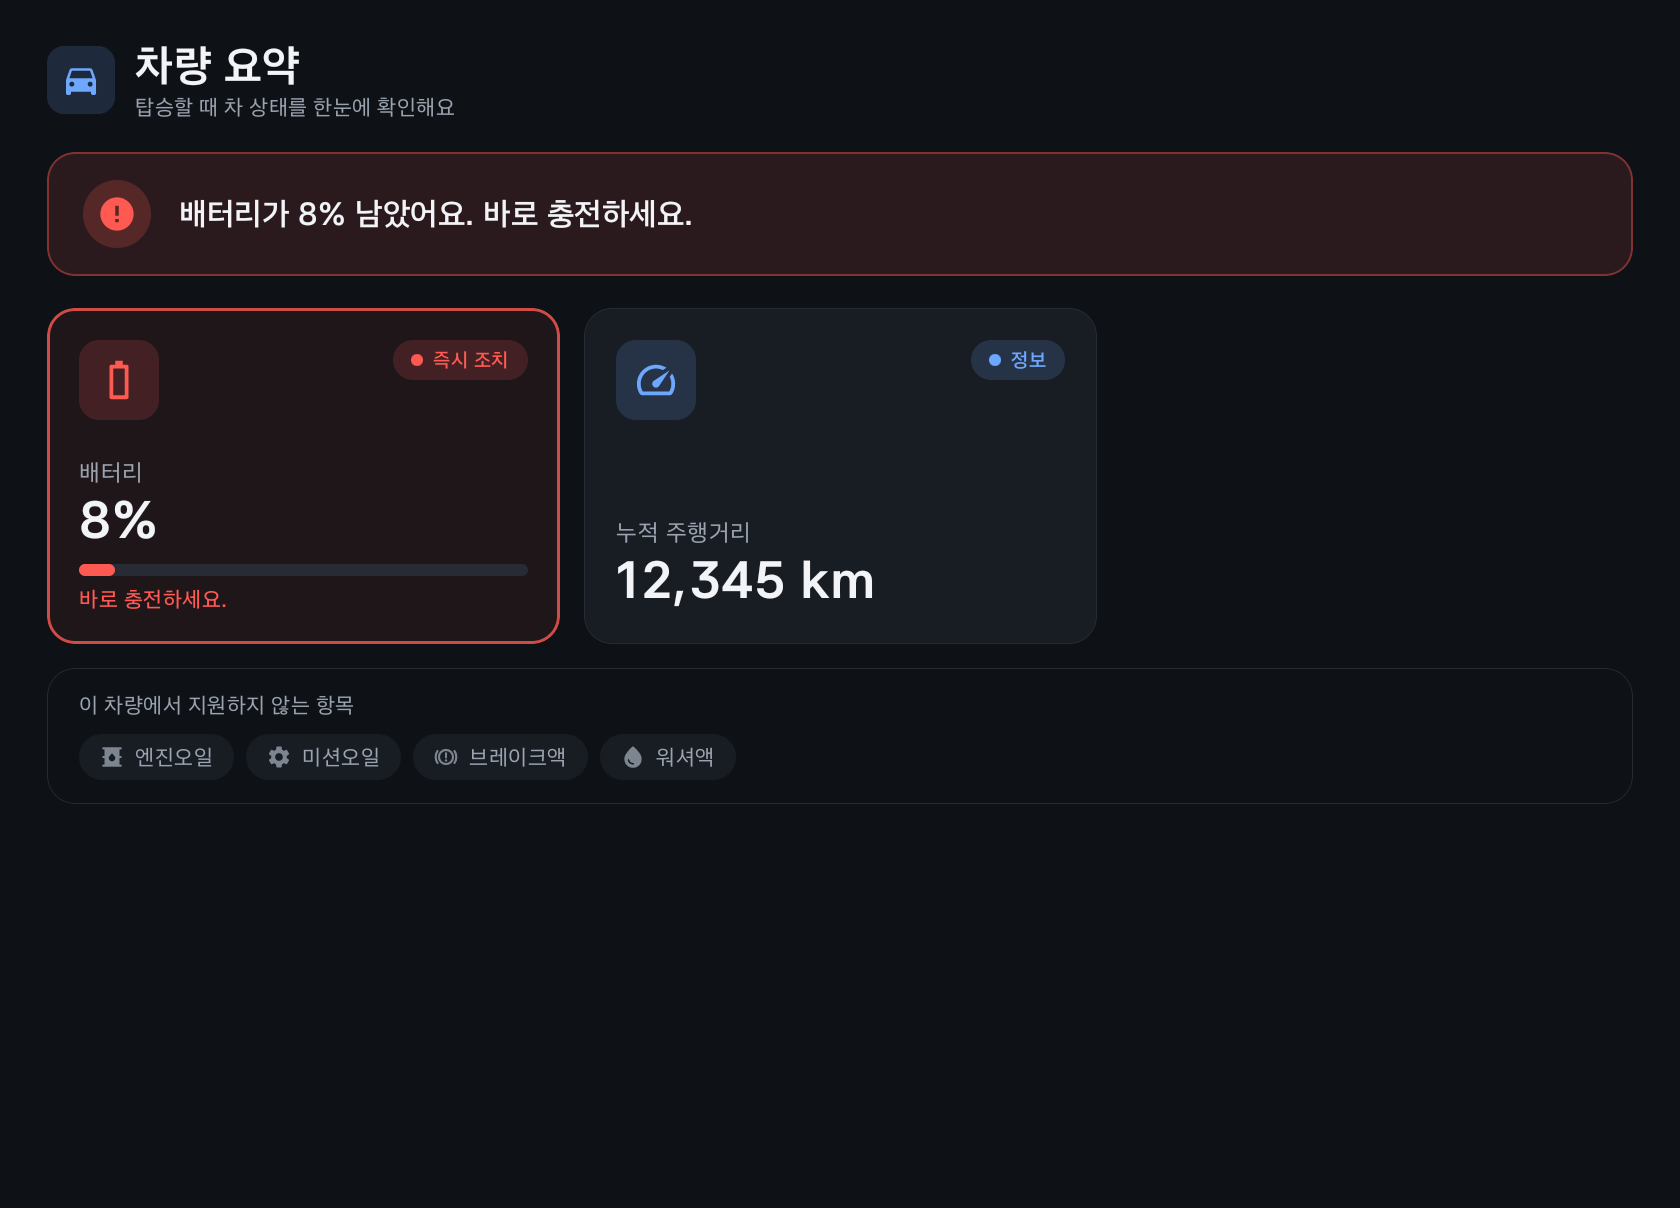 차량 요약
탑승할 때 차 상태를 한눈에 확인해요
배터리가 8% 남았어요. 바로 충전하세요.
즉시 조치
배터리
8%
바로 충전하세요.
정보
누적 주행거리
12,345 km
이 차량에서 지원하지 않는 항목
엔진오일
미션오일
브레이크액
워셔액